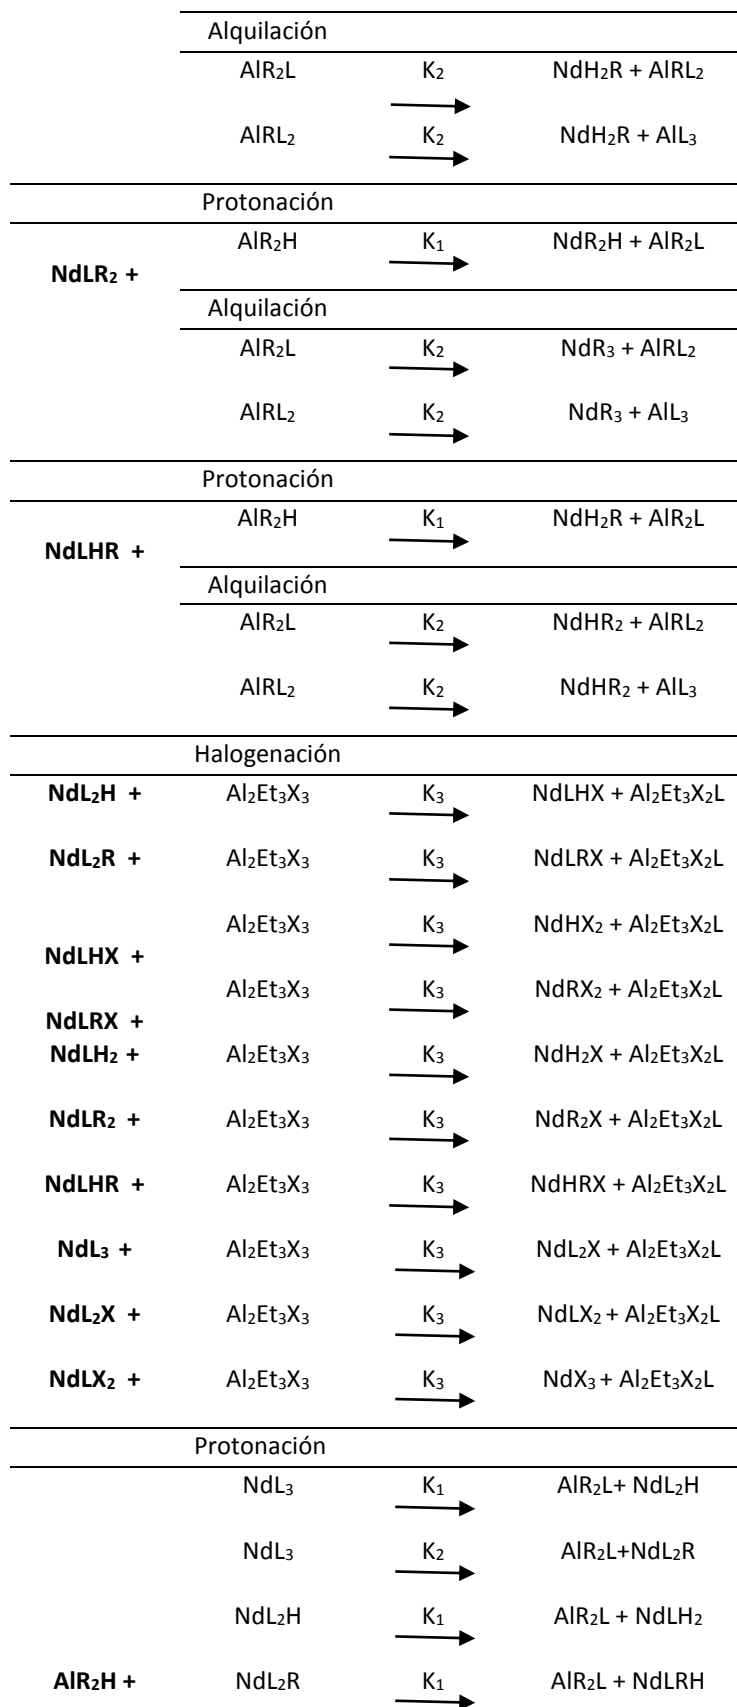 Alquilación
AlR₂L K₂ NdH₂R + AlRL₂
AlRL₂ K₂ NdH₂R + AlL₃
Protonación
AlR₂H K₁ NdR₂H + AlR₂L
NdLR₂ +
Alquilación
AlR₂L K₂ NdR₃ + AlRL₂
AlRL₂ K₂ NdR₃ + AlL₃
Protonación
AlR₂H K₁ NdH₂R + AlR₂L
NdLHR +
Alquilación
AlR₂L K₂ NdHR₂ + AlRL₂
AlRL₂ K₂ NdHR₂ + AlL₃
Halogenación
NdL₂H + Al₂Et₃X₃ K₃ NdLHX + Al₂Et₃X₂L
NdL₂R + Al₂Et₃X₃ K₃ NdLRX + Al₂Et₃X₂L
Al₂Et₃X₃ K₃ NdHX₂ + Al₂Et₃X₂L
NdLHX +
Al₂Et₃X₃ K₃ NdRX₂ + Al₂Et₃X₂L
NdLRX +
NdLH₂ + Al₂Et₃X₃ K₃ NdH₂X + Al₂Et₃X₂L
NdLR₂ + Al₂Et₃X₃ K₃ NdR₂X + Al₂Et₃X₂L
NdLHR + Al₂Et₃X₃ K₃ NdHRX + Al₂Et₃X₂L
NdL₃ + Al₂Et₃X₃ K₃ NdL₂X + Al₂Et₃X₂L
NdL₂X + Al₂Et₃X₃ K₃ NdLX₂ + Al₂Et₃X₂L
NdLX₂ + Al₂Et₃X₃ K₃ NdX₃ + Al₂Et₃X₂L
Protonación
NdL₃ K₁ AlR₂L+ NdL₂H
NdL₃ K₂ AlR₂L+NdL₂R
NdL₂H K₁ AlR₂L + NdLH₂
AlR₂H + NdL₂R K₁ AlR₂L + NdLRH